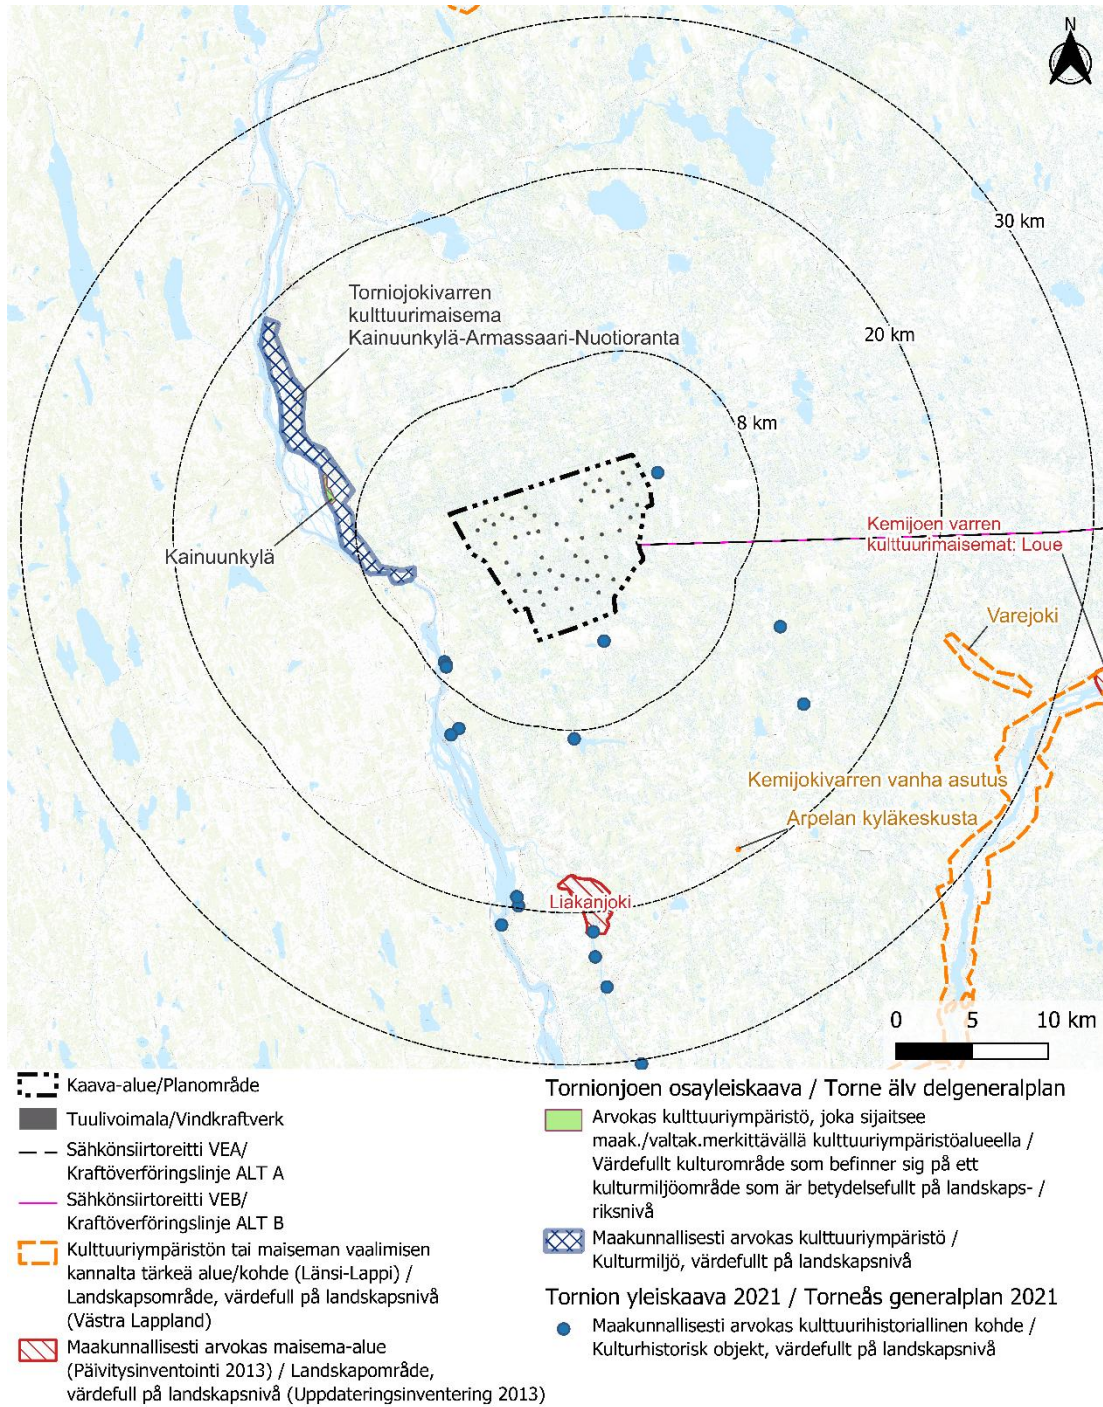 N
30 km
Torniojokivarren
kulttuurimaisema
Kainuunkylä-Armassaari-Nuotioranta
20 km
8 km
Kemijoen varren
kulttuurimaisemat: Loue
Kainuunkylä
Varejoki
Kemijokivarren vanha asutus
Arpelan kyläkeskusta
Liakanjoki
0 5 10 km
Kaava-alue/Planområde
Tuulivoimala/Vindkraftverk
Sähkönsiirtoreitti VEA/
Kraftöverföringslinje ALT A
Sähkönsiirtoreitti VEB/
Kraftöverföringslinje ALT B
Kulttuuriympäristön tai maiseman vaalimisen
kannalta tärkeä alue/kohde (Länsi-Lappi) /
Landskapsområde, värdefull på landskapsnivå
(Västra Lappland)
Maakunnallisesti arvokas maisema-alue
(Päivitysinventointi 2013) / Landskapområde,
värdefull på landskapsnivå (Uppdateringsinventering 2013)
Tornionjoen osayleiskaava / Torne älv delgeneralplan
Arvokas kulttuuriympäristö, joka sijaitsee
maak./valtak.merkittävällä kulttuuriympäristöalueella /
Värdefullt kulturområde som befinner sig på ett
kulturmiljöområde som är betydelsefullt på landskaps- /
riksnivå
Maakunnallisesti arvokas kulttuuriympäristö /
Kulturmiljö, värdefullt på landskapsnivå
Tornion yleiskaava 2021 / Torneås generalplan 2021
Maakunnallisesti arvokas kulttuurihistoriallinen kohde /
Kulturhistorisk objekt, värdefullt på landskapsnivå